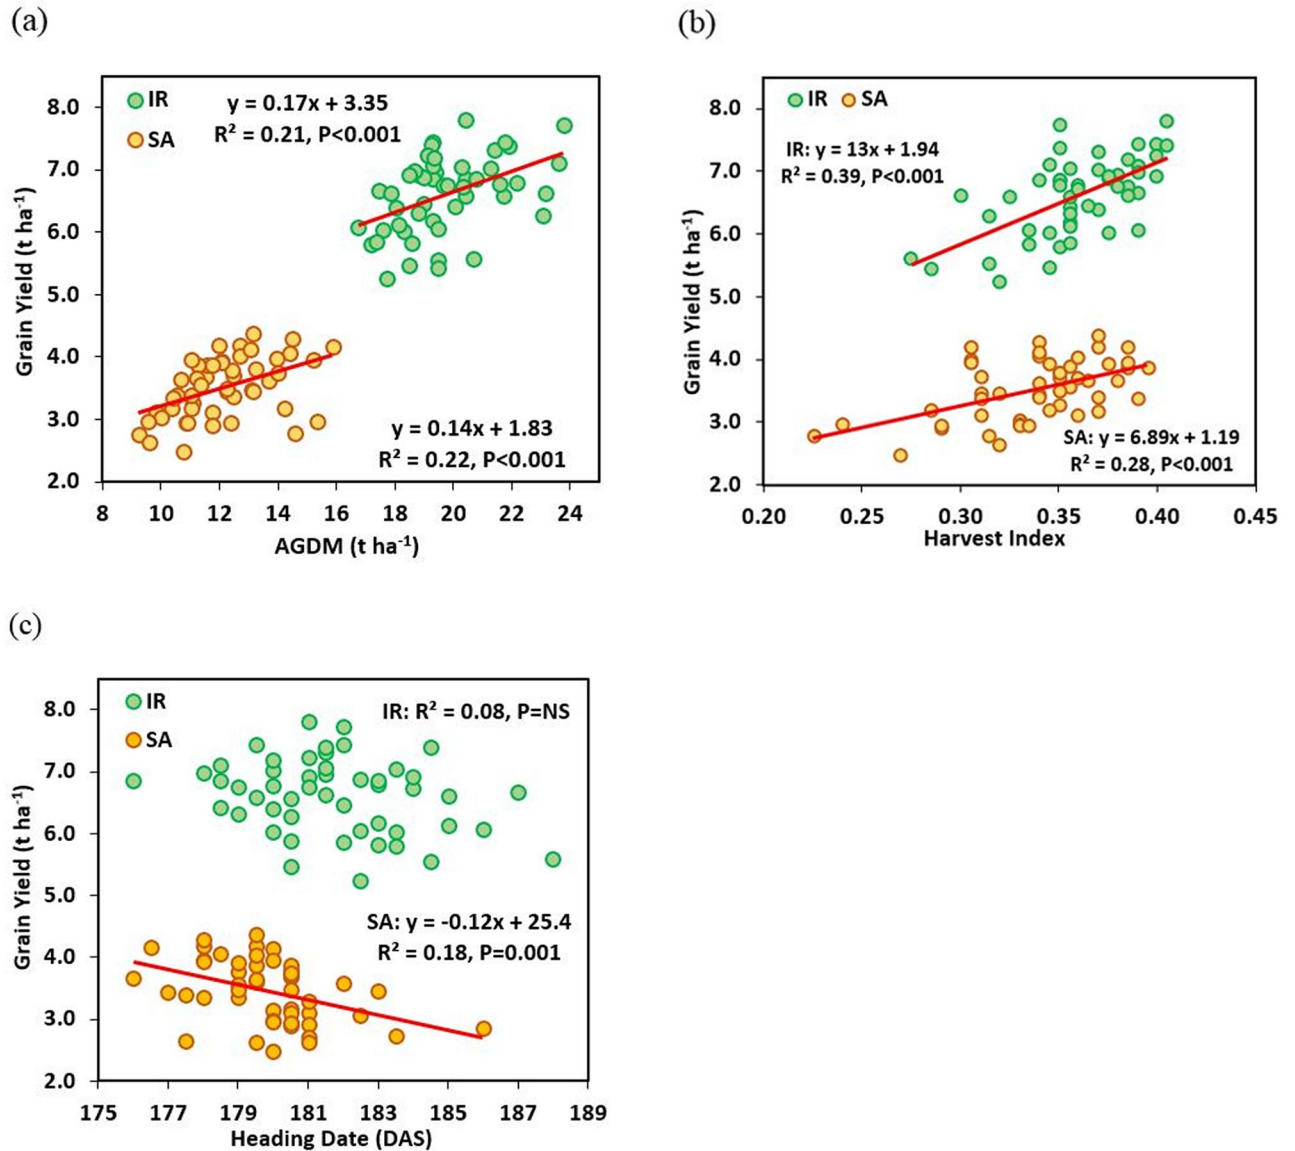 (a)
IR
SA
y = 0.17x + 3.35
R² = 0.21, P<0.001
y = 0.14x + 1.83
R² = 0.22, P<0.001
8.0
7.0
6.0
5.0
4.0
3.0
2.0
Grain Yield (t ha⁻¹)
8 10 12 14 16 18 20 22 24
AGDM (t ha⁻¹)
(b)
IR SA
IR: y = 13x + 1.94
R² = 0.39, P<0.001
SA: y = 6.89x + 1.19
R² = 0.28, P<0.001
8.0
7.0
6.0
5.0
4.0
3.0
2.0
Grain Yield (t ha⁻¹)
0.20 0.25 0.30 0.35 0.40 0.45
Harvest Index
(c)
IR
SA
IR: R² = 0.08, P=NS
SA: y = -0.12x + 25.4
R² = 0.18, P=0.001
8.0
7.0
6.0
5.0
4.0
3.0
2.0
Grain Yield (t ha⁻¹)
175 177 179 181 183 185 187 189
Heading Date (DAS)